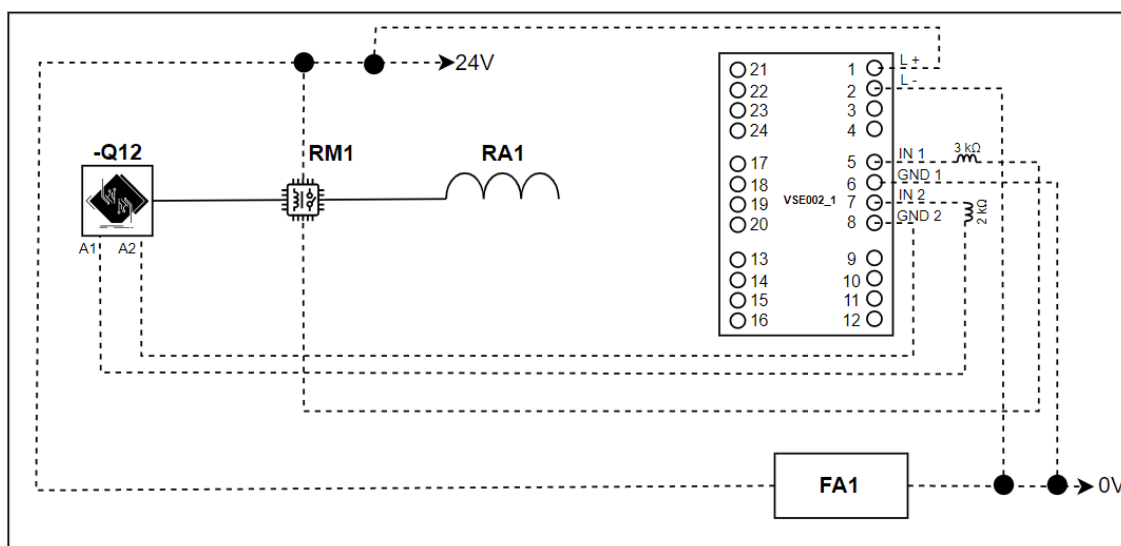 24V
-Q12
RM1
RA1
A1
A2
21
22
23
24
17
18
19
20
13
14
15
16
VSE002_1
1
2
3
4
5
6
7
8
9
10
11
12
L +
L -
IN 1
GND 1
IN 2
GND 2
3 kΩ
2 kΩ
FA1
0V